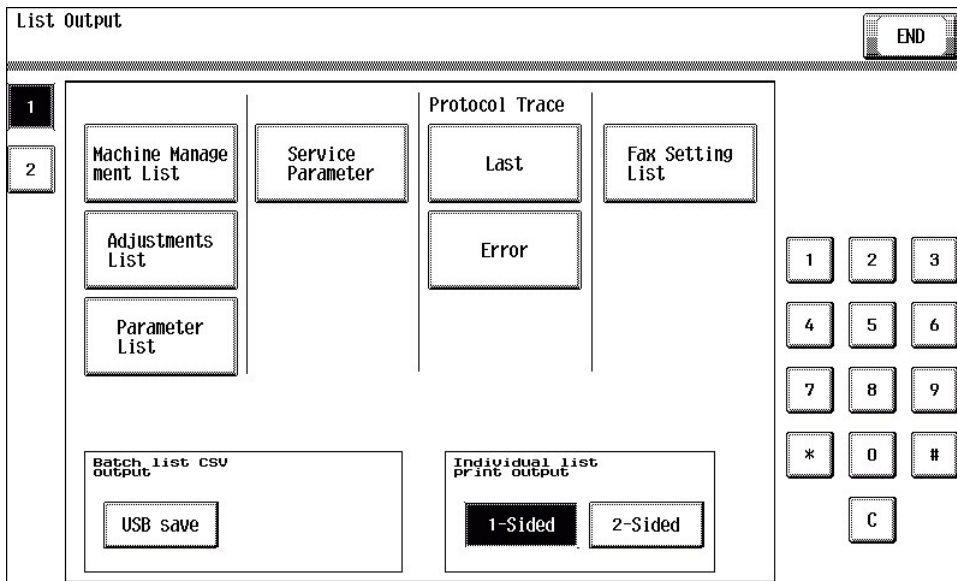 List Output
END
1
2
Protocol Trace
Machine Manage
ment List
Service
Parameter
Last
Fax Setting
List
Adjustments
List
Error
Parameter
List
1 2 3
4 5 6
7 8 9
* 0 #
C
Batch list CSV
output
USB save
Individual list
print output
1-Sided
2-Sided